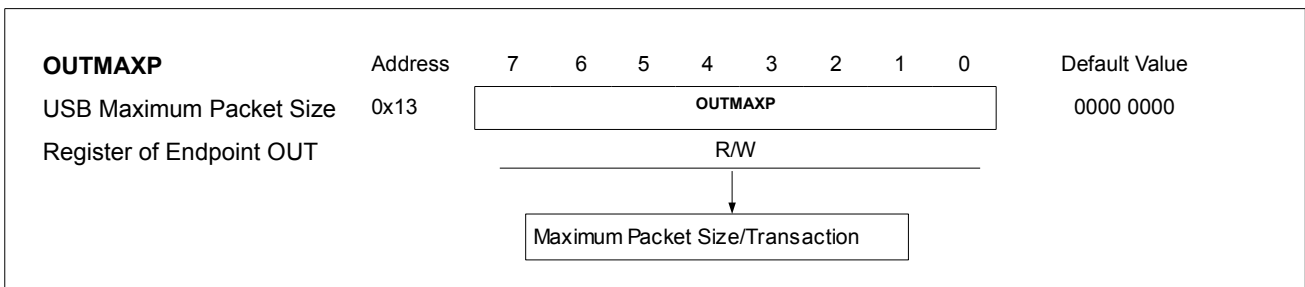 OUTMAXP Address 7 6 5 4 3 2 1 0 Default Value
USB Maximum Packet Size 0x13 OUTMAXP 0000 0000
Register of Endpoint OUT R/W
Maximum Packet Size/Transaction